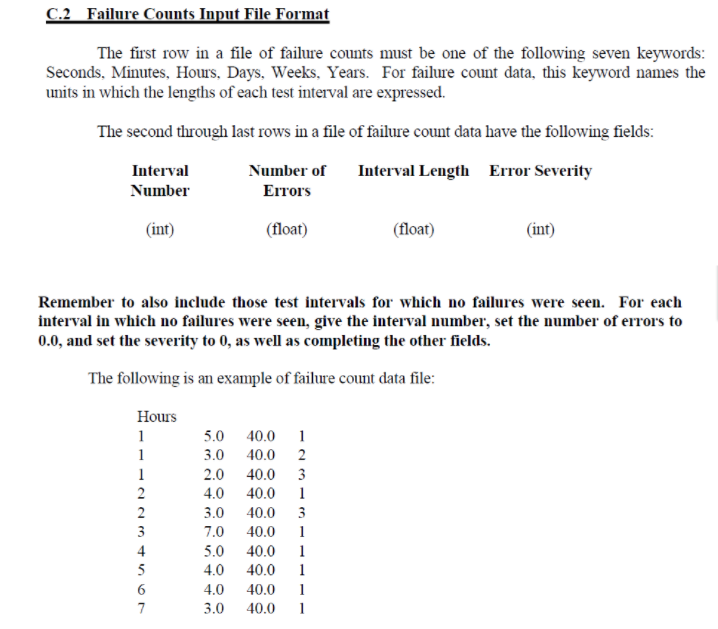 C.2 Failure Counts Input File Format
The first row in a file of failure counts must be one of the following seven keywords:
Seconds, Minutes, Hours, Days, Weeks, Years. For failure count data, this keyword names the
units in which the lengths of each test interval are expressed.
The second through last rows in a file of failure count data have the following fields:
Interval Number of Interval Length Error Severity
Number Errors
(int) (float) (float) (int)
Remember to also include those test intervals for which no failures were seen. For each
interval in which no failures were seen, give the interval number, set the number of errors to
0.0, and set the severity to 0, as well as completing the other fields.
The following is an example of failure count data file:
Hours
1 5.0 40.0 1
1 3.0 40.0 2
1 2.0 40.0 3
2 4.0 40.0 1
2 3.0 40.0 3
3 7.0 40.0 1
4 5.0 40.0 1
5 4.0 40.0 1
6 4.0 40.0 1
7 3.0 40.0 1